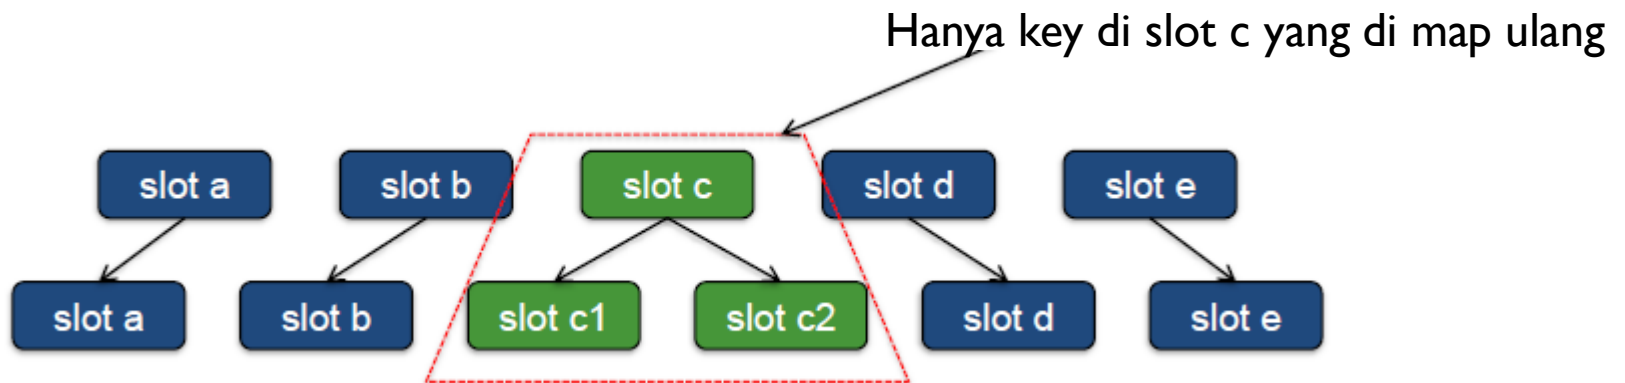 Hanya key di slot c yang di map ulang
slot a slot b slot c slot d slot e
slot a slot b slot c1 slot c2 slot d slot e